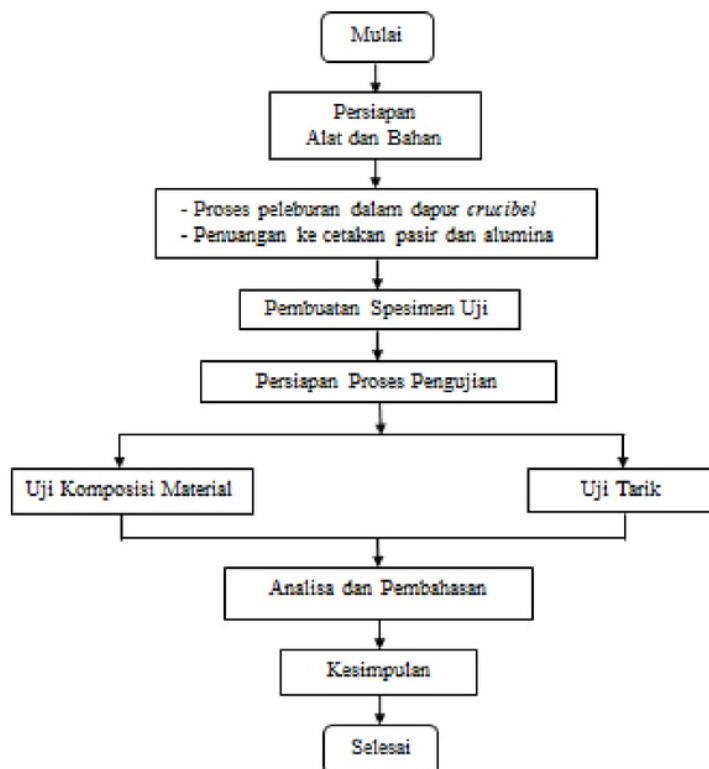 Mulai
Persiapan
Alat dan Bahan
- Proses peleburan dalam dapur crucibel
- Penuangan ke cetakan pasir dan alumina
Pembuatan Spesimen Uji
Persiapan Proses Pengujian
Uji Komposisi Material
Uji Tarik
Analisa dan Pembahasan
Kesimpulan
Selesai